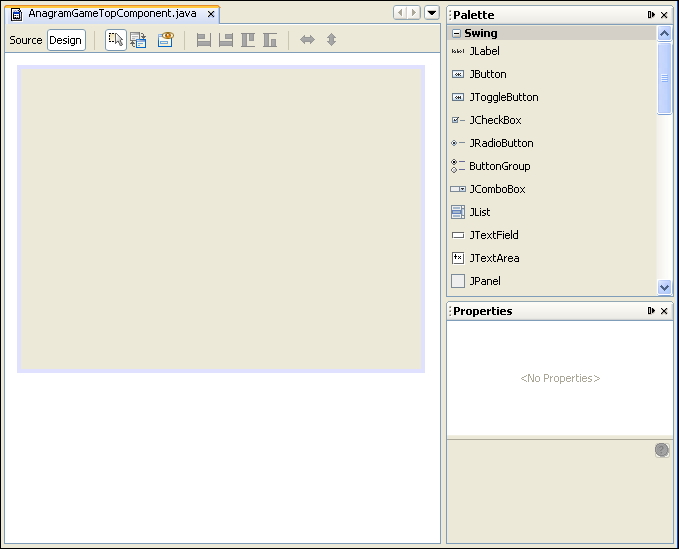 AnagramGameTopComponent.java
Source Design
Palette
Swing
JLabel
JButton
JToggleButton
JCheckBox
JRadioButton
ButtonGroup
JComboBox
JList
JTextField
JTextArea
JPanel
Properties
<No Properties>